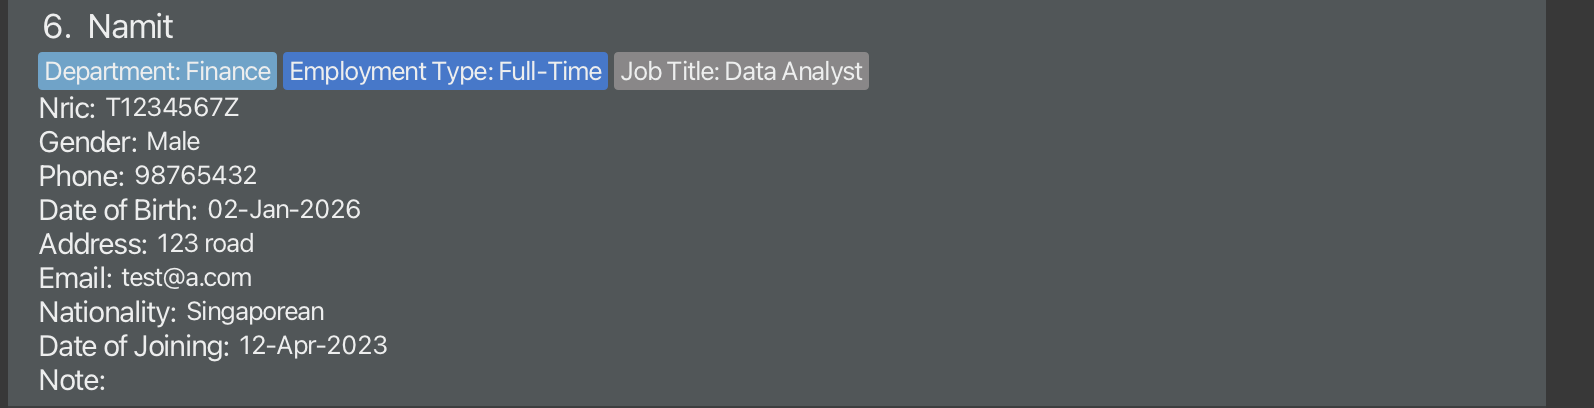 6. Namit
Department: Finance Employment Type: Full-Time Job Title: Data Analyst
Nric: T1234567Z
Gender: Male
Phone: 98765432
Date of Birth: 02-Jan-2026
Address: 123 road
Email: test@a.com
Nationality: Singaporean
Date of Joining: 12-Apr-2023
Note: